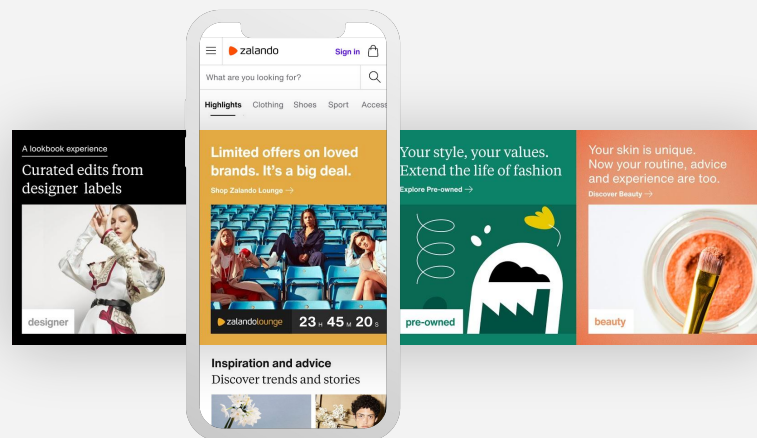 zalando
Sign in
What are you looking for?
Highlights Clothing Shoes Sport Access
A lookbook experience
Curated edits from
designer labels
designer
Limited offers on loved
brands. It's a big deal.
Shop Zalando Lounge →
zalandolounge 23 H 45 M 20 S
Your style, your values.
Extend the life of fashion
Explore Pre-owned →
pre-owned
Your skin is unique.
Now your routine, advice
and experience are too.
Discover Beauty →
beauty
Inspiration and advice
Discover trends and stories